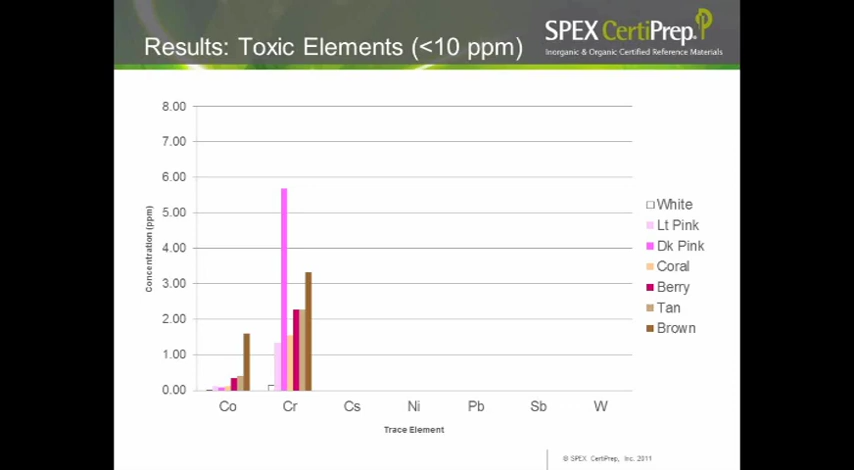 Results: Toxic Elements (<10 ppm)
SPEX CertiPrep.
Inorganic & Organic Certified Reference Materials
8.00
7.00
6.00
5.00
4.00
3.00
2.00
1.00
0.00
Concentration (ppm)
Co Cr Cs Ni Pb Sb W
Trace Element
White
Lt Pink
Dk Pink
Coral
Berry
Tan
Brown
© SPEX CertiPrep, Inc. 2011